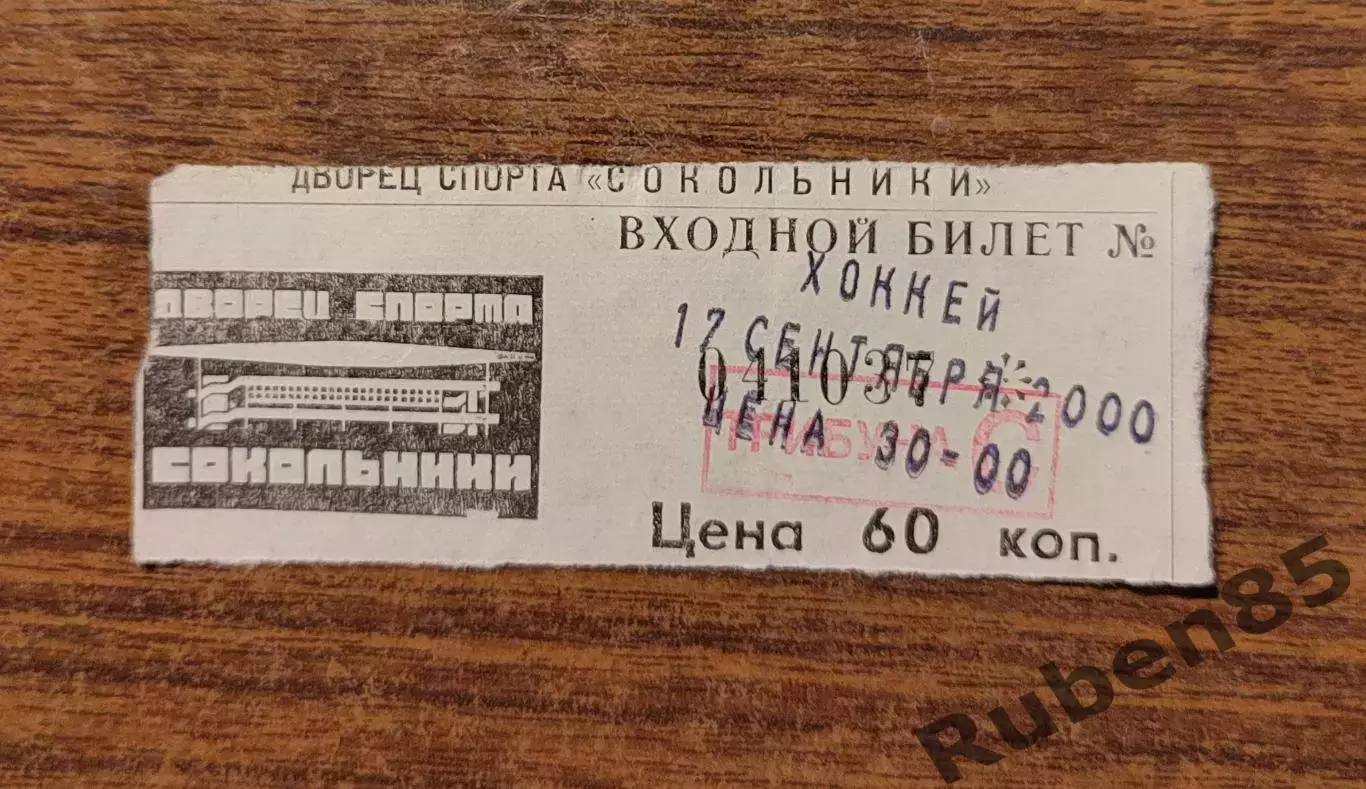 ДВОРЕЦ СПОРТА «СОКОЛЬНИКИ»
ВХОДНОЙ БИЛЕТ №
ДВОРЕЦ СПОРТА
СОКОЛЬНИКИ
ХОККЕЙ
17 СЕНТЯБРЯ 2000
041037
ЦЕНА 30-00
ТРИБУНА С
Цена 60 коп.
Ruben85